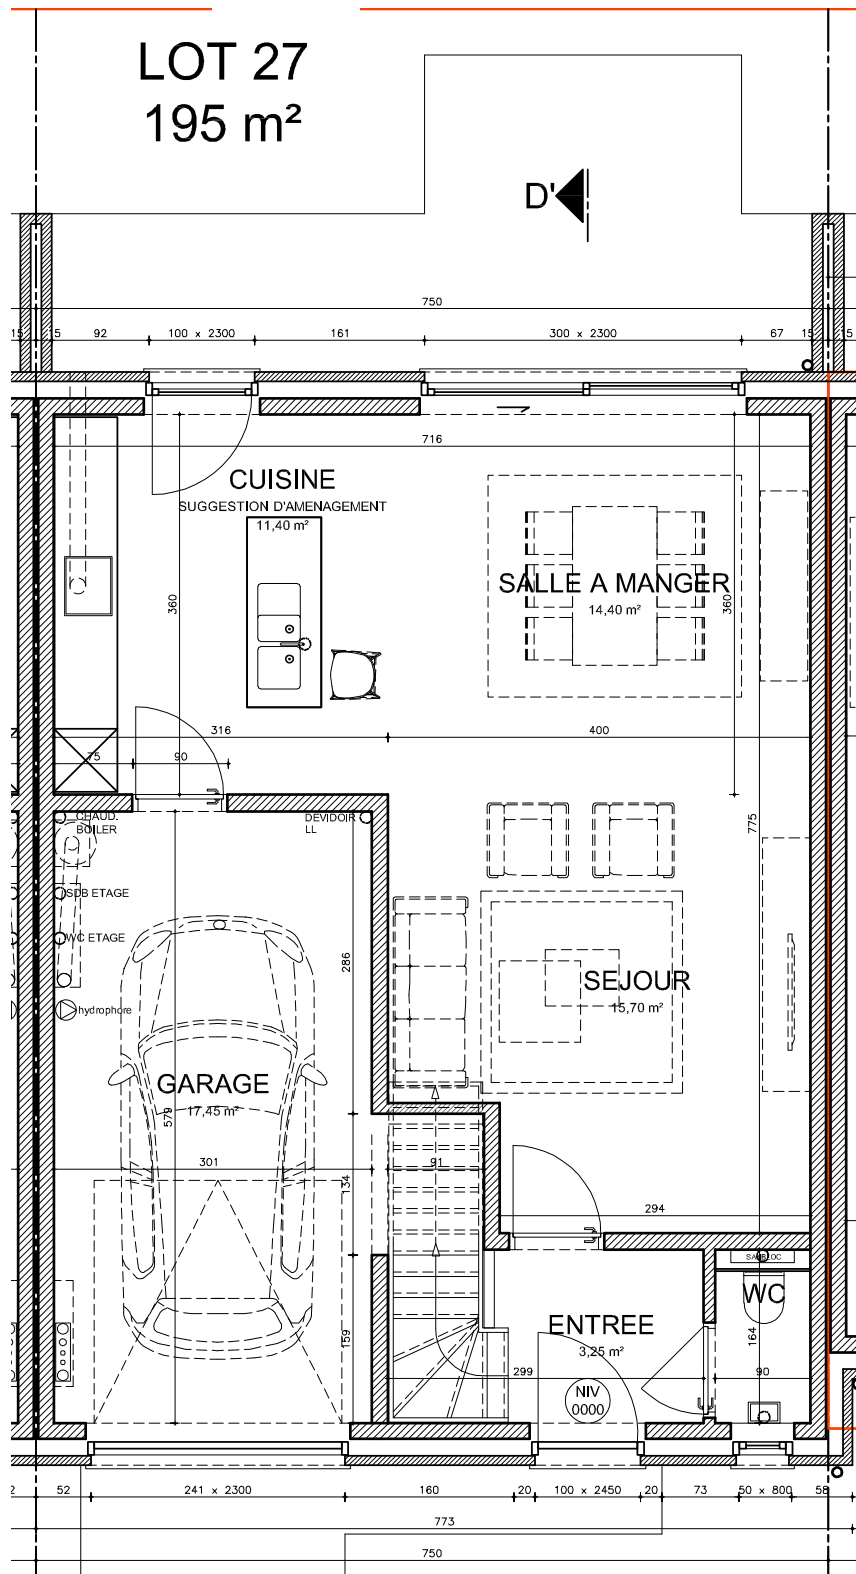 LOT 27
195 m²
D'
750
15
15
92
100 x 2300
161
300 x 2300
67
15
15
716
CUISINE
SUGGESTION D'AMENAGEMENT
11,40 m²
SALLE A MANGER
14,40 m²
360
360
316
400
75
90
CHAUD.
BOILER
DEVIDOIR
LL
775
SDB ETAGE
WC ETAGE
286
hydrophore
SEJOUR
15,70 m²
GARAGE
17,45 m²
579
301
91
134
294
SANIBLOC
WC
ENTREE
3,25 m²
164
159
299
90
NIV
0000
2
52
241 x 2300
160
20
100 x 2450
20
73
50 x 800
58
773
750